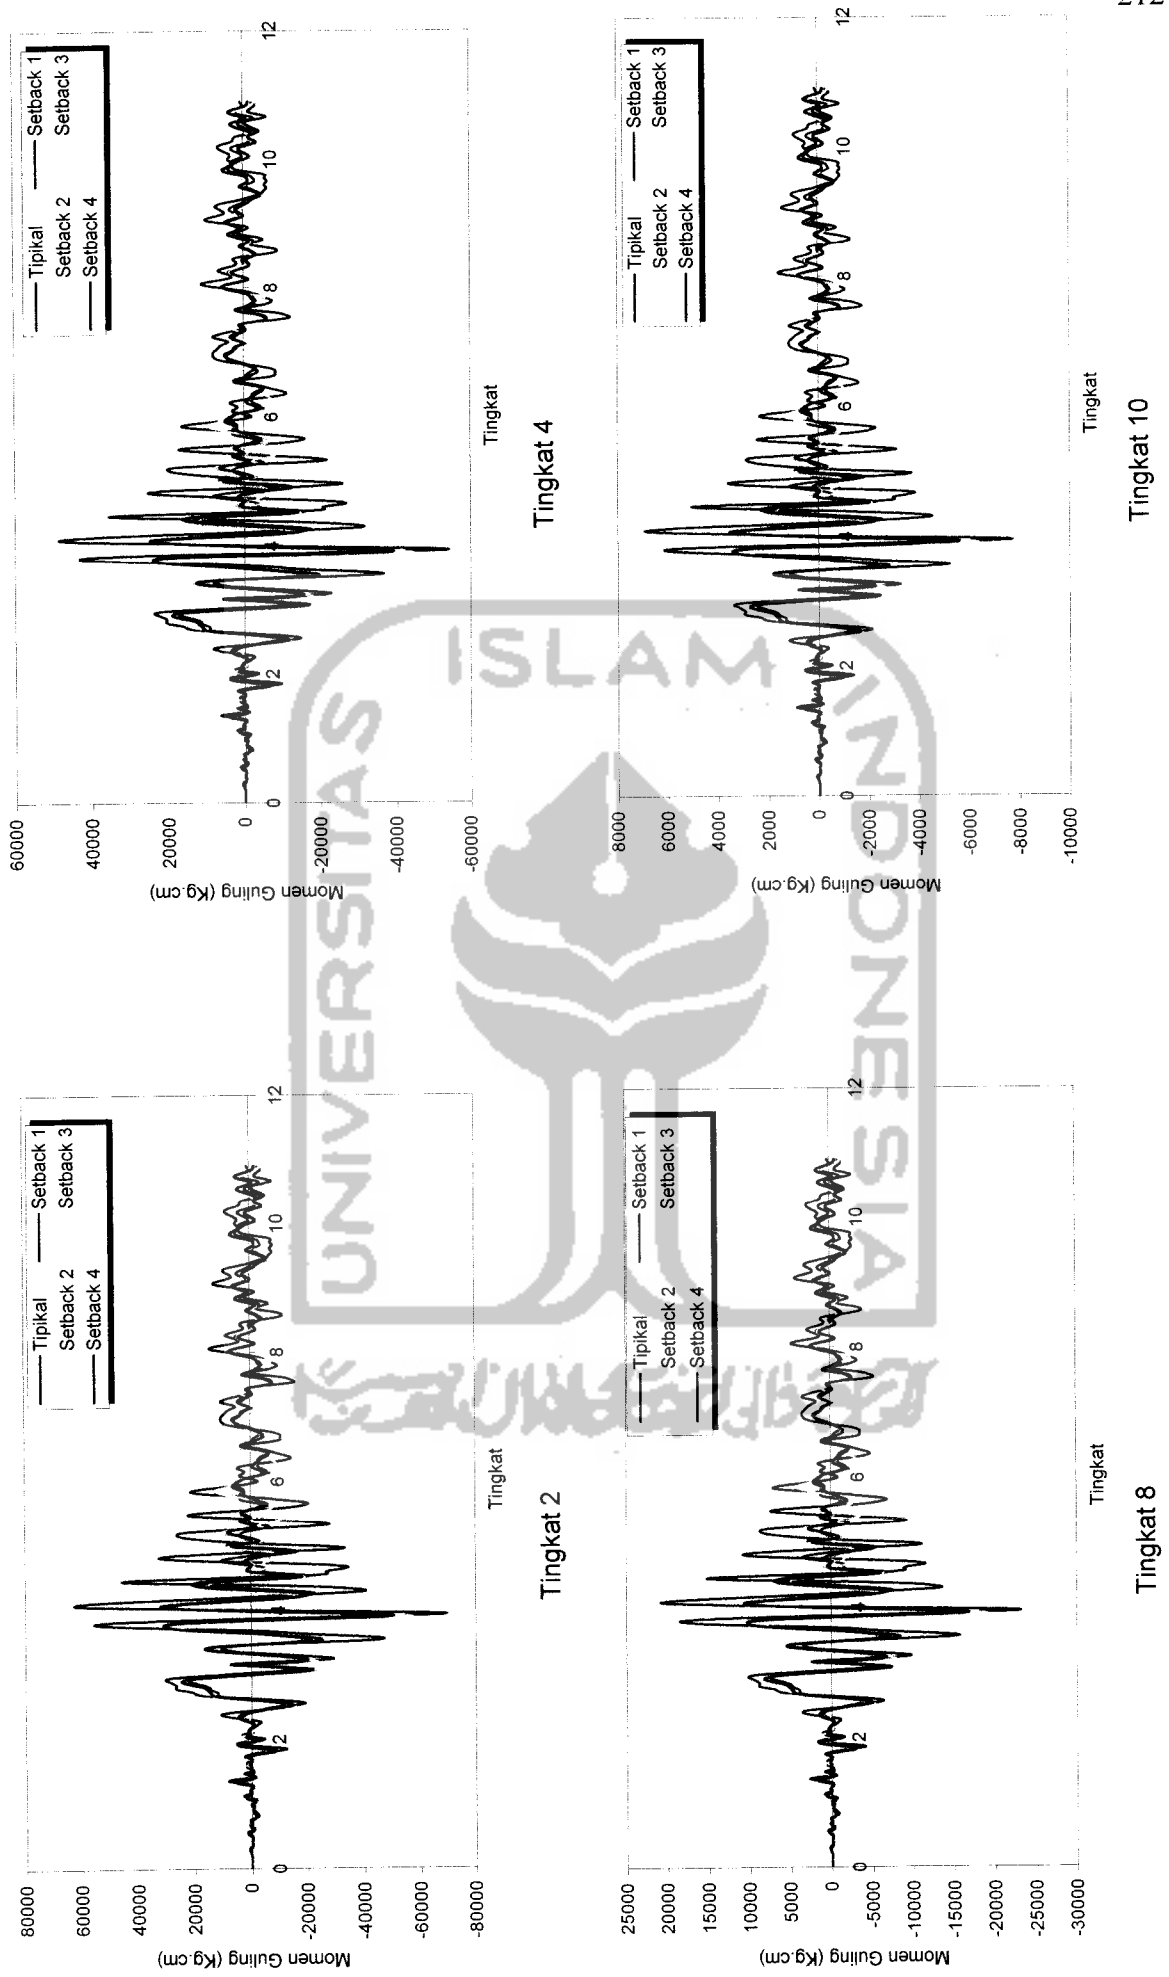 Tipikal
Setback 1
Setback 2
Setback 3
Setback 4
80000
60000
40000
20000
0
-20000
-40000
-60000
-80000
Momen Guling (Kg.cm)
0
2
6
8
10
12
Tingkat
Tingkat 2
Tipikal
Setback 1
Setback 2
Setback 3
Setback 4
60000
40000
20000
0
-20000
-40000
-60000
Momen Guling (Kg.cm)
0
2
6
8
10
12
Tingkat
Tingkat 4
Tipikal
Setback 1
Setback 2
Setback 3
Setback 4
25000
20000
15000
10000
5000
0
-5000
-10000
-15000
-20000
-25000
-30000
Momen Guling (Kg.cm)
0
2
6
8
10
12
Tingkat
Tingkat 8
Tipikal
Setback 1
Setback 2
Setback 3
Setback 4
8000
6000
4000
2000
0
-2000
-4000
-6000
-8000
-10000
Momen Guling (Kg.cm)
0
2
6
8
10
12
Tingkat
Tingkat 10
UNIVERSITAS
ISLAM
INDONESIA